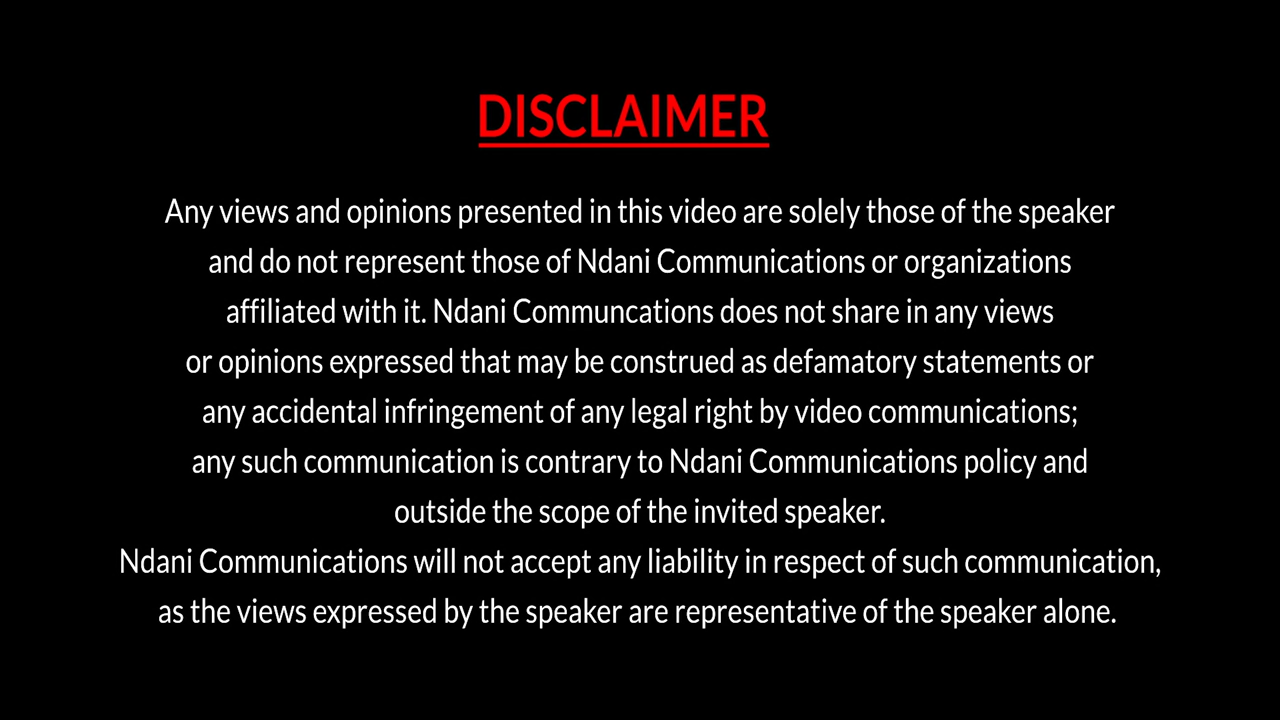 DISCLAIMER
Any views and opinions presented in this video are solely those of the speaker
and do not represent those of Ndani Communications or organizations
affiliated with it. Ndani Communcations does not share in any views
or opinions expressed that may be construed as defamatory statements or
any accidental infringement of any legal right by video communications;
any such communication is contrary to Ndani Communications policy and
outside the scope of the invited speaker.
Ndani Communications will not accept any liability in respect of such communication,
as the views expressed by the speaker are representative of the speaker alone.